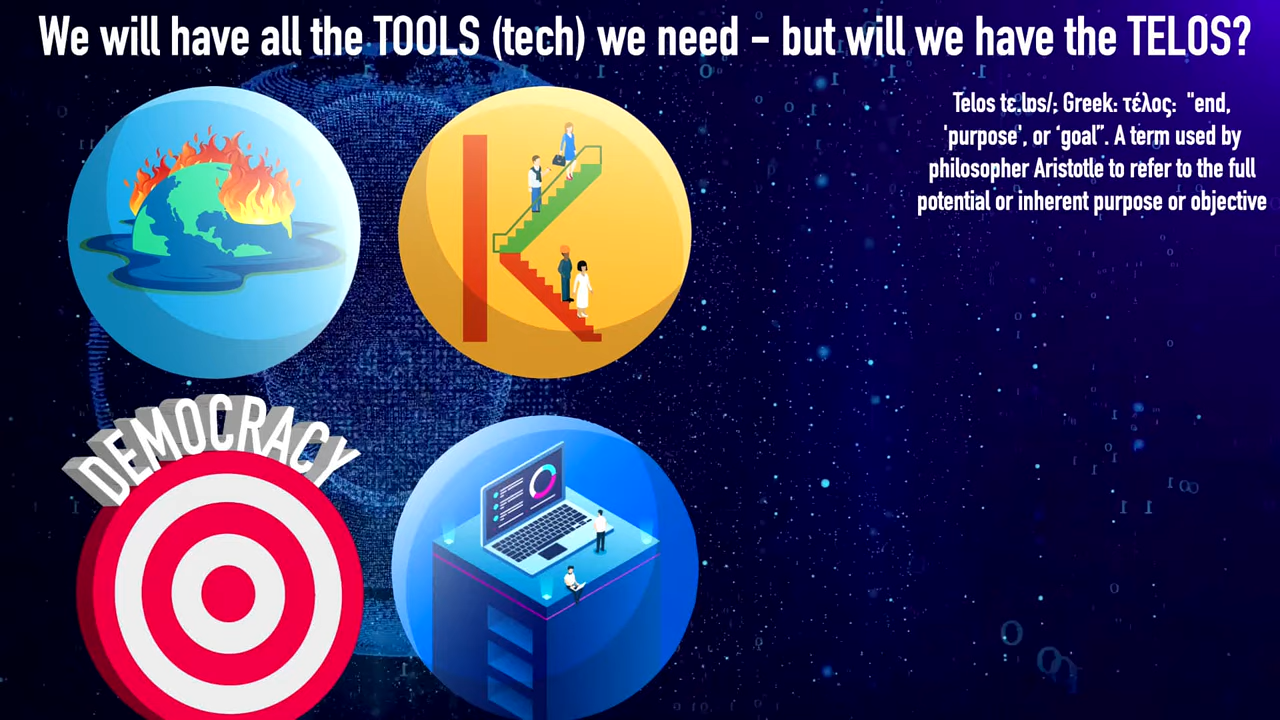 We will have all the TOOLS (tech) we need – but will we have the TELOS?
Telos tɛ.lɒs/; Greek: τέλος: "end,
'purpose', or ‘goal”. A term used by
philosopher Aristotle to refer to the full
potential or inherent purpose or objective
K
DEMOCRACY